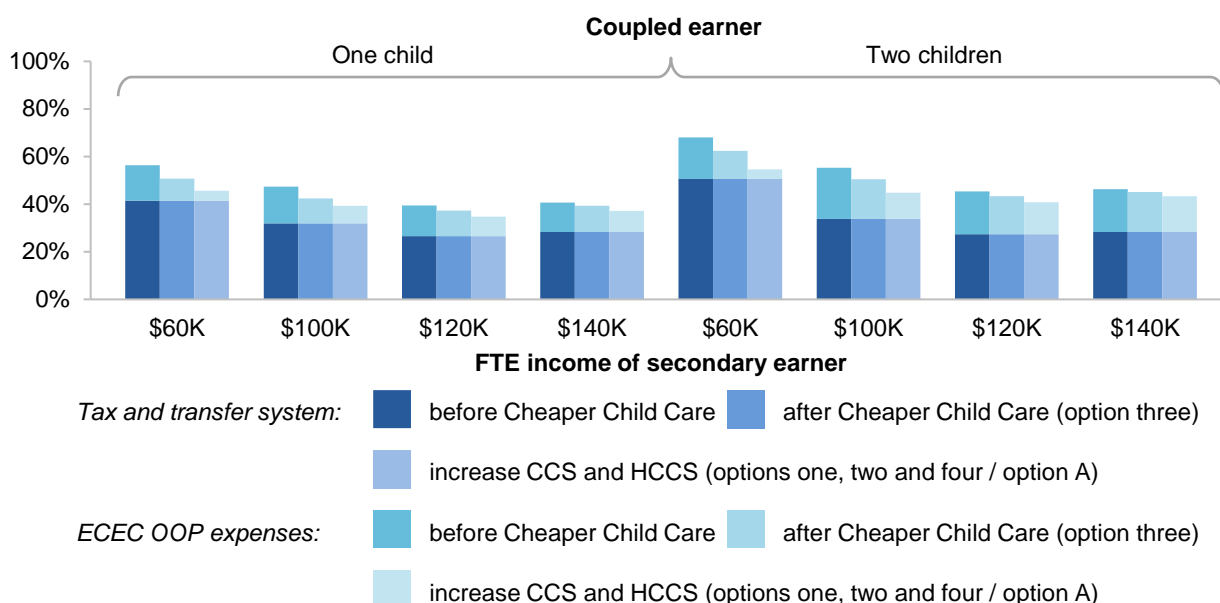 Coupled earner
One child Two children
100%
80%
60%
40%
20%
0%
$60K $100K $120K $140K $60K $100K $120K $140K
FTE income of secondary earner
Tax and transfer system: before Cheaper Child Care after Cheaper Child Care (option three)
increase CCS and HCCS (options one, two and four / option A)
ECEC OOP expenses: before Cheaper Child Care after Cheaper Child Care (option three)
increase CCS and HCCS (options one, two and four / option A)